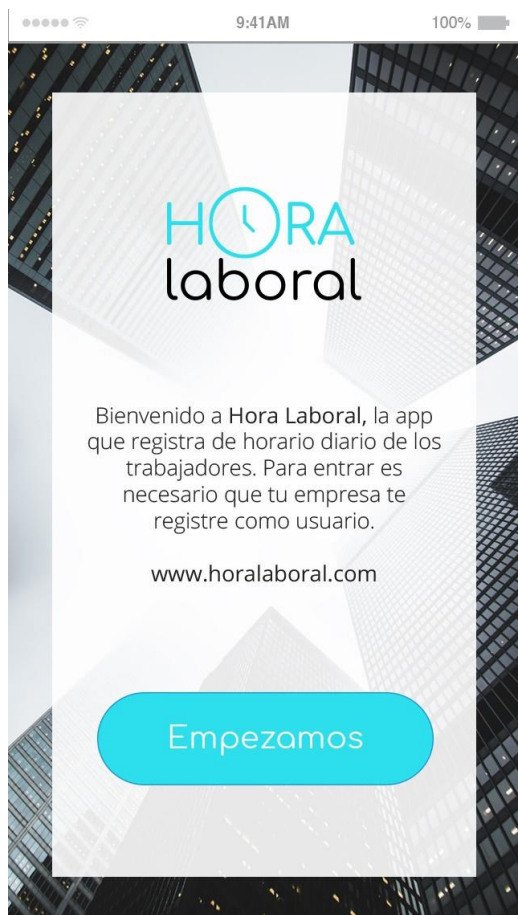 9:41AM 100%
HORA
laboral
Bienvenido a Hora Laboral, la app
que registra de horario diario de los
trabajadores. Para entrar es
necesario que tu empresa te
registre como usuario.
www.horalaboral.com
Empezamos